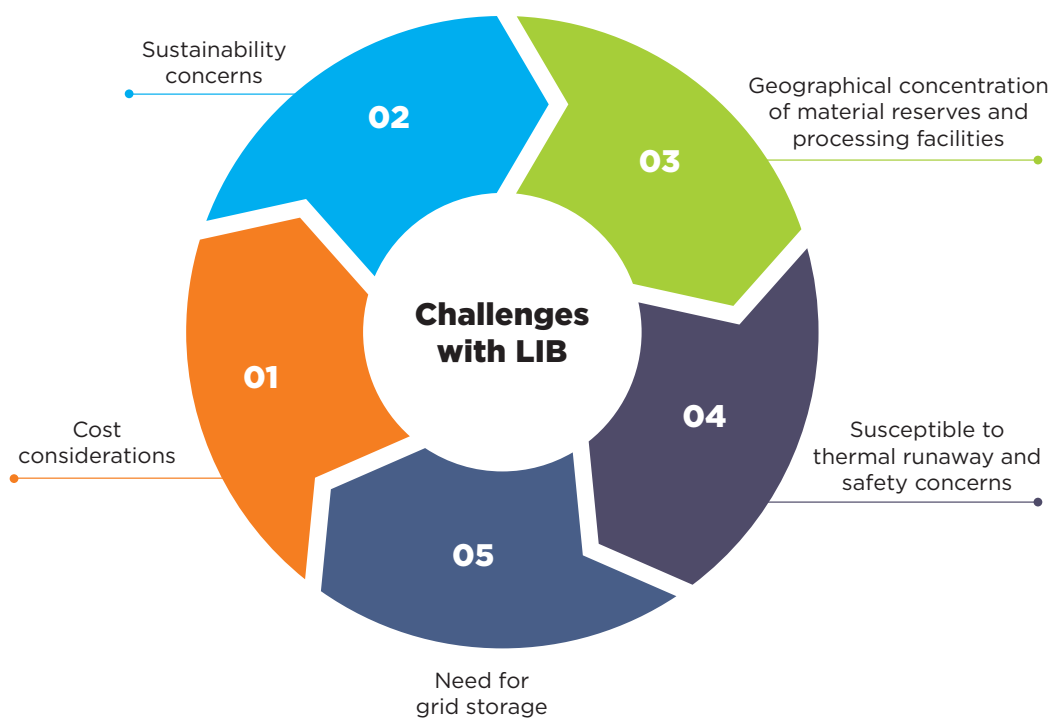 Challenges
with LIB
01
Cost
considerations
02
Sustainability
concerns
03
Geographical concentration
of material reserves and
processing facilities
04
Susceptible to
thermal runaway and
safety concerns
05
Need for
grid storage